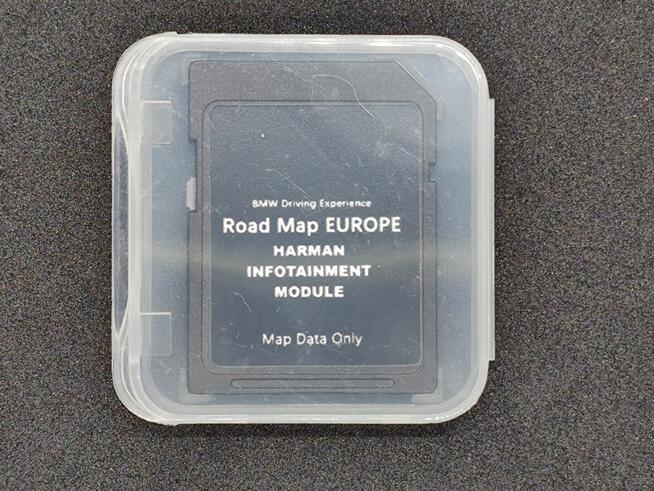 BMW Driving Experience
Road Map EUROPE
HARMAN
INFOTAINMENT
MODULE
Map Data Only